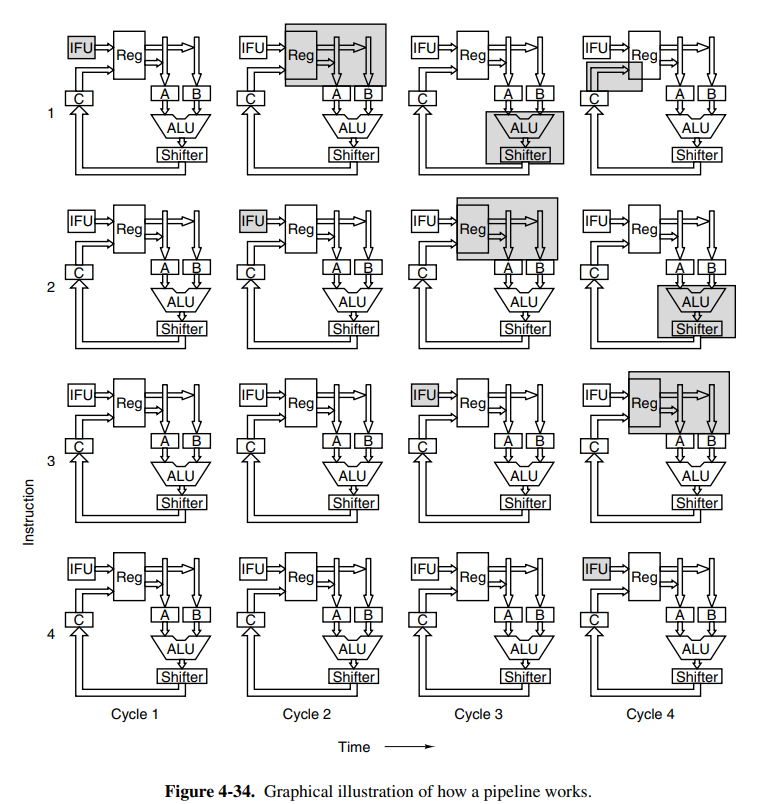 IFU Reg IFU Reg IFU Reg IFU Reg
C A B C A B C A B C A B
1 ALU ALU ALU ALU
Shifter Shifter Shifter Shifter
IFU Reg IFU Reg IFU Reg IFU Reg
C A B C A B C A B C A B
2 ALU ALU ALU ALU
Shifter Shifter Shifter Shifter
IFU Reg IFU Reg IFU Reg IFU Reg
C A B C A B C A B C A B
3 ALU ALU ALU ALU
Shifter Shifter Shifter Shifter
Instruction
IFU Reg IFU Reg IFU Reg IFU Reg
C A B C A B C A B C A B
4 ALU ALU ALU ALU
Shifter Shifter Shifter Shifter
Cycle 1 Cycle 2 Cycle 3 Cycle 4
Time
Figure 4-34. Graphical illustration of how a pipeline works.